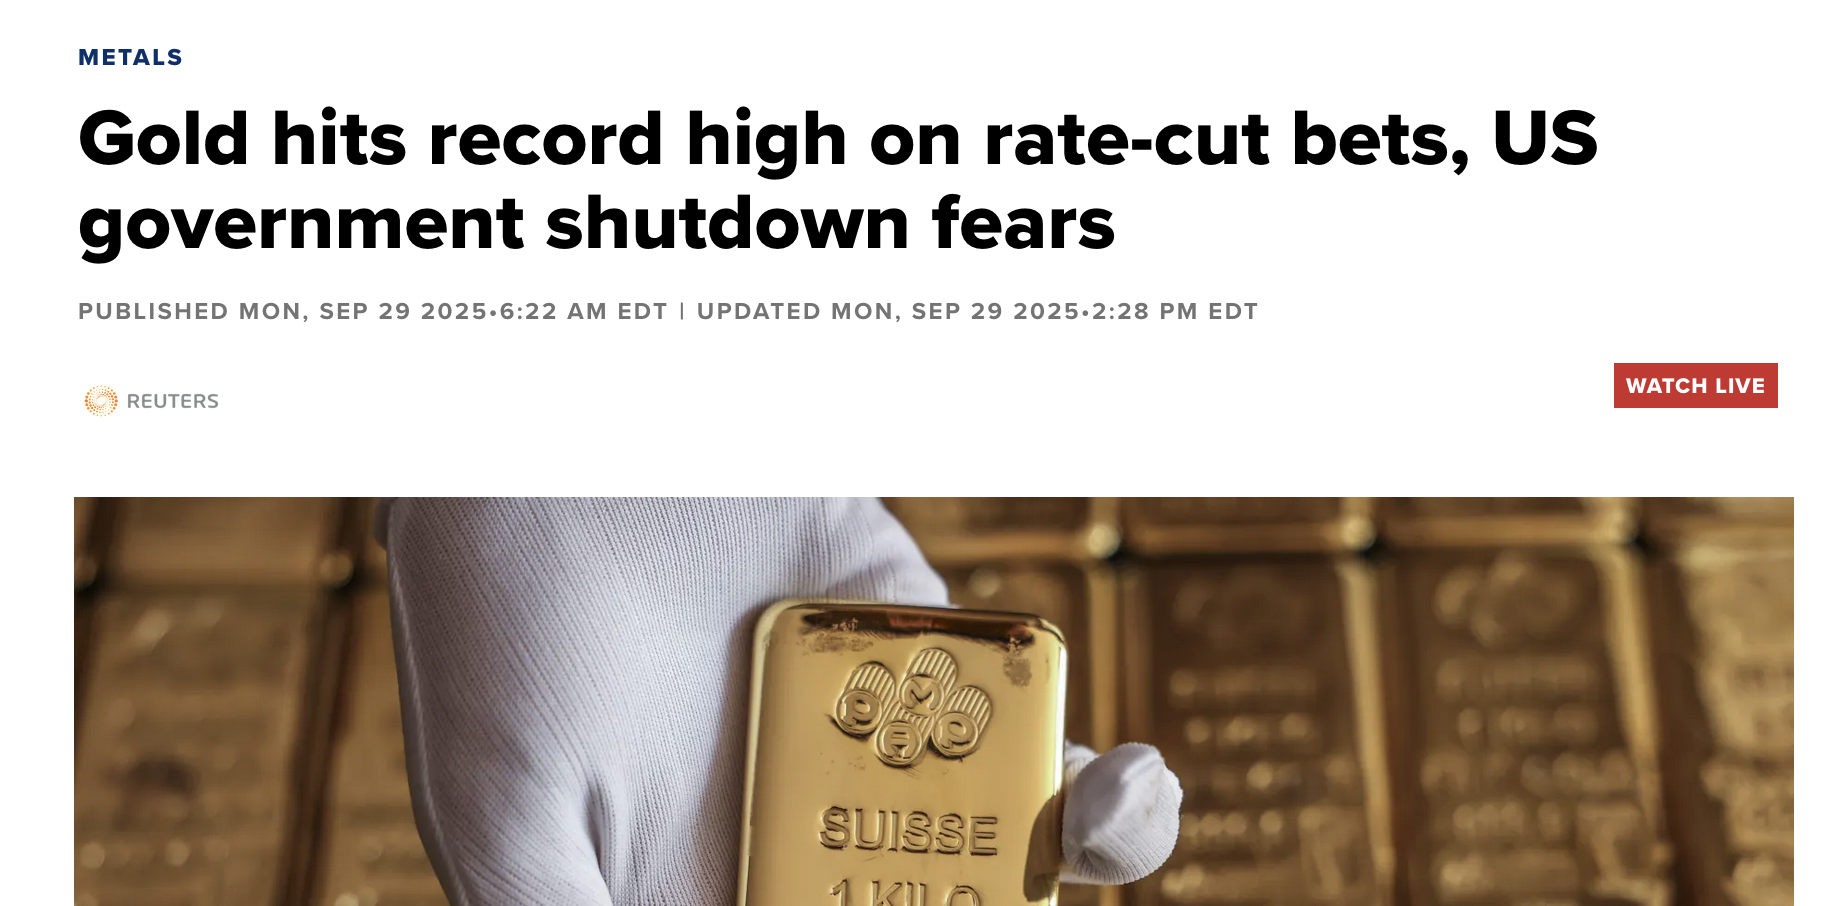 METALS
Gold hits record high on rate-cut bets, US
government shutdown fears
PUBLISHED MON, SEP 29 2025•6:22 AM EDT | UPDATED MON, SEP 29 2025•2:28 PM EDT
REUTERS
WATCH LIVE
PAMP
SUISSE
1 KILO